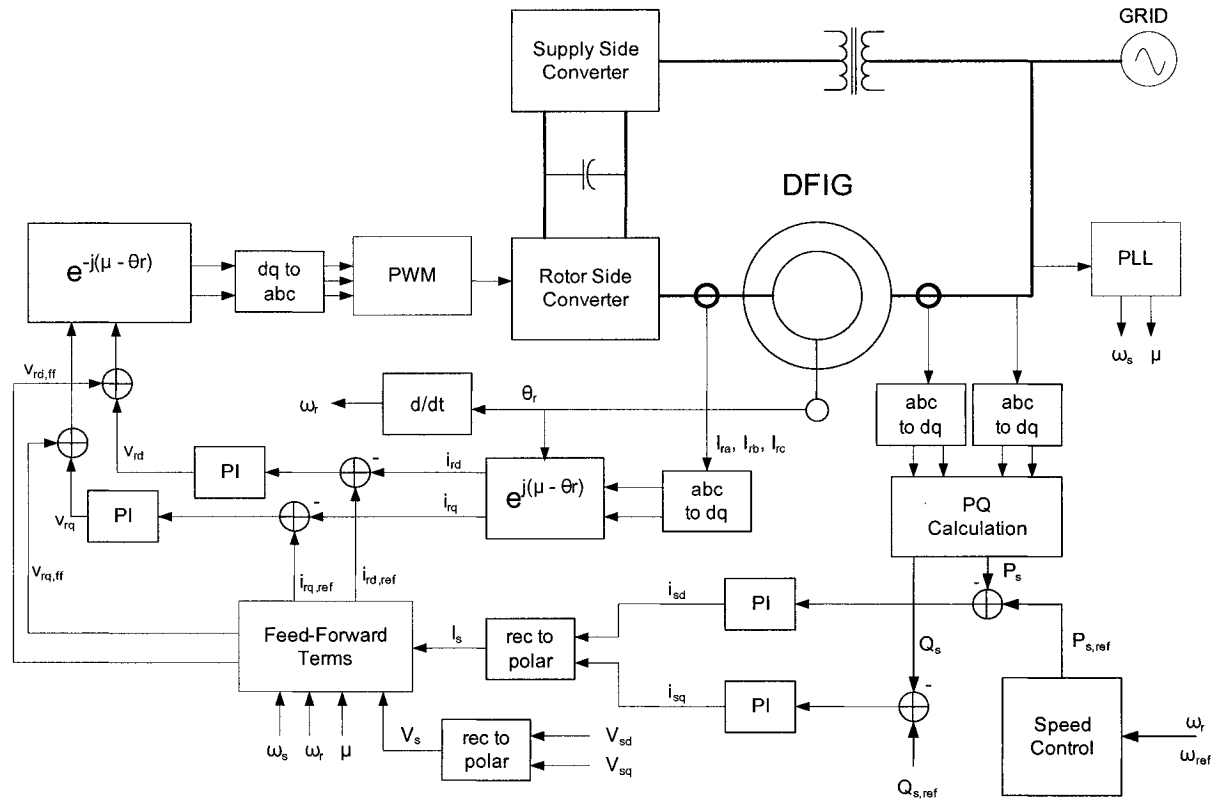 GRID
Supply Side
Converter
DFIG
e^-j(μ - θr)
dq to
abc
PWM
Rotor Side
Converter
PLL
ω_s
μ
v_rd,ff
ω_r
d/dt
θ_r
abc
to dq
abc
to dq
I_ra, I_rb, I_rc
v_rd
PI
-
i_rd
e^j(μ - θr)
abc
to dq
PQ
Calculation
v_rq
PI
-
i_rq
v_rq,ff
i_rq,ref
i_rd,ref
P_s
-
i_sd
PI
Feed-Forward
Terms
I_s
rec to
polar
Q_s
P_s,ref
i_sq
PI
-
Speed
Control
ω_r
ω_ref
ω_s
ω_r
μ
V_s
rec to
polar
V_sd
V_sq
Q_s,ref